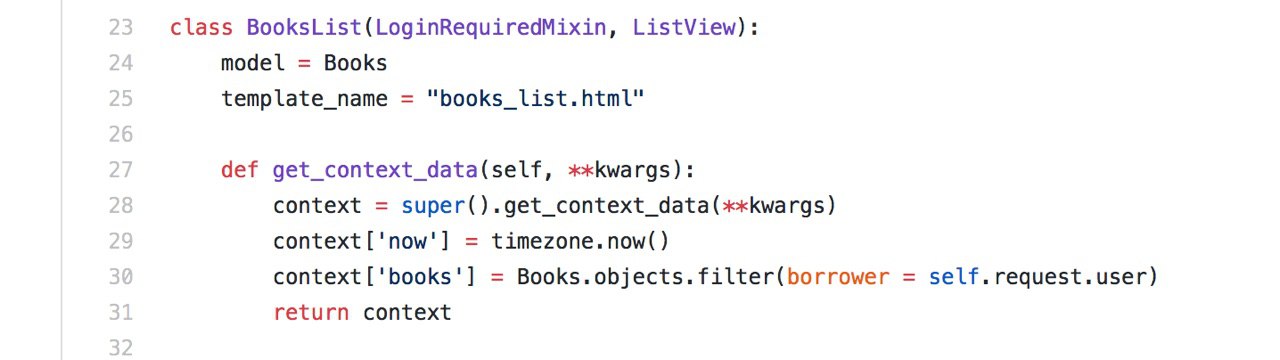 23 class BooksList(LoginRequiredMixin, ListView):
24     model = Books
25     template_name = "books_list.html"
26
27     def get_context_data(self, **kwargs):
28         context = super().get_context_data(**kwargs)
29         context['now'] = timezone.now()
30         context['books'] = Books.objects.filter(borrower = self.request.user)
31         return context
32